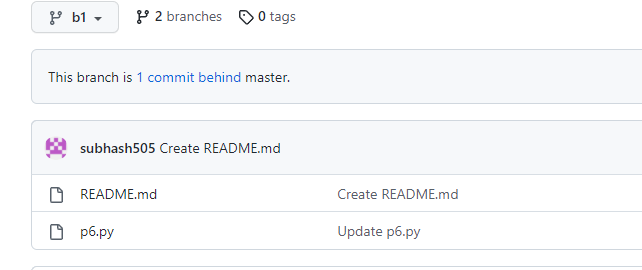 b1 2 branches 0 tags
This branch is 1 commit behind master.
subhash505 Create README.md
README.md Create README.md
p6.py Update p6.py